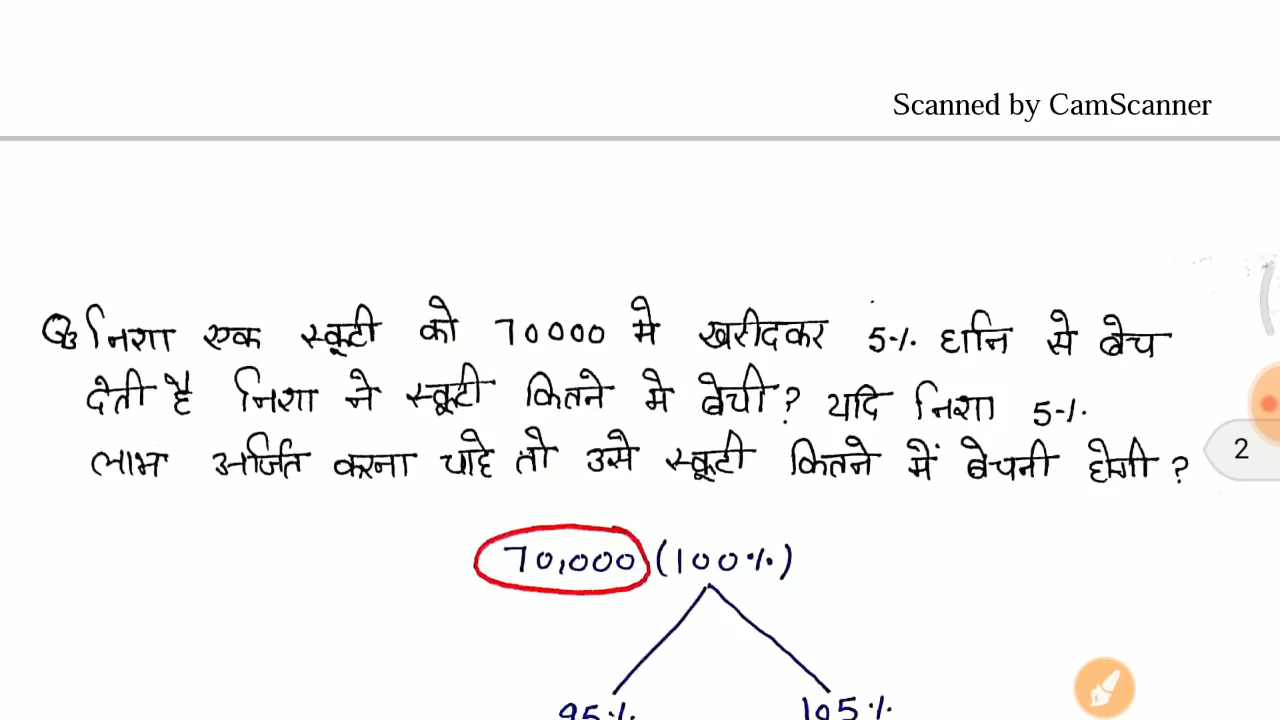 Scanned by CamScanner
Q3 निशा एक स्कूटी को 70000 मे खरीदकर 5% हानि से बेच
देती है निशा ने स्कूटी कितने मे बेची? यदि निशा 5%
लाभ अर्जित करना चाहे तो उसे स्कूटी कितने में बेचनी होगी?
2
70,000 (100%)
95% 105%